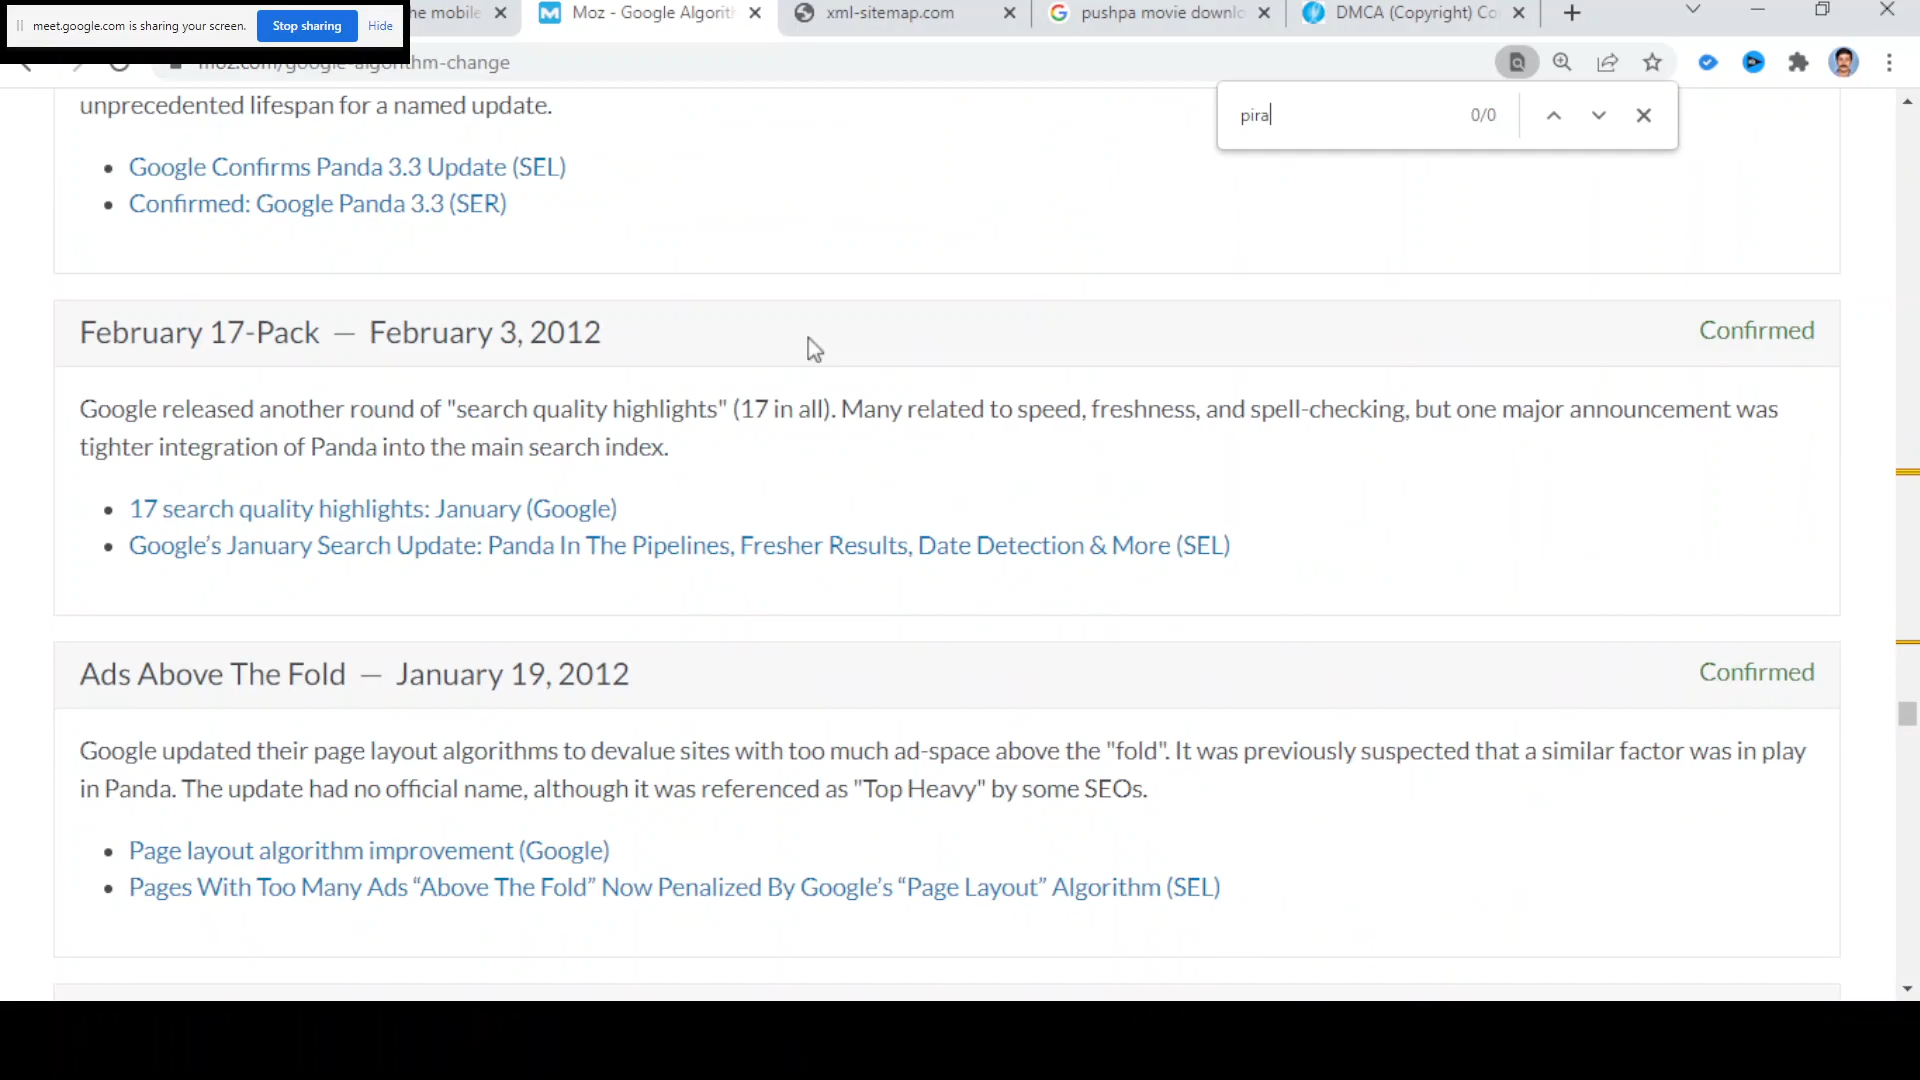 meet.google.com is sharing your screen. Stop sharing Hide
he mobile
Moz - Google Algorith
xml-sitemap.com
pushpa movie downlo
DMCA (Copyright) Co
moz.com/google-algorithm-change
pira 0/0
unprecedented lifespan for a named update.
Google Confirms Panda 3.3 Update (SEL)
Confirmed: Google Panda 3.3 (SER)
February 17-Pack — February 3, 2012 Confirmed
Google released another round of "search quality highlights" (17 in all). Many related to speed, freshness, and spell-checking, but one major announcement was
tighter integration of Panda into the main search index.
17 search quality highlights: January (Google)
Google’s January Search Update: Panda In The Pipelines, Fresher Results, Date Detection & More (SEL)
Ads Above The Fold — January 19, 2012 Confirmed
Google updated their page layout algorithms to devalue sites with too much ad-space above the "fold". It was previously suspected that a similar factor was in play
in Panda. The update had no official name, although it was referenced as "Top Heavy" by some SEOs.
Page layout algorithm improvement (Google)
Pages With Too Many Ads “Above The Fold” Now Penalized By Google’s “Page Layout” Algorithm (SEL)